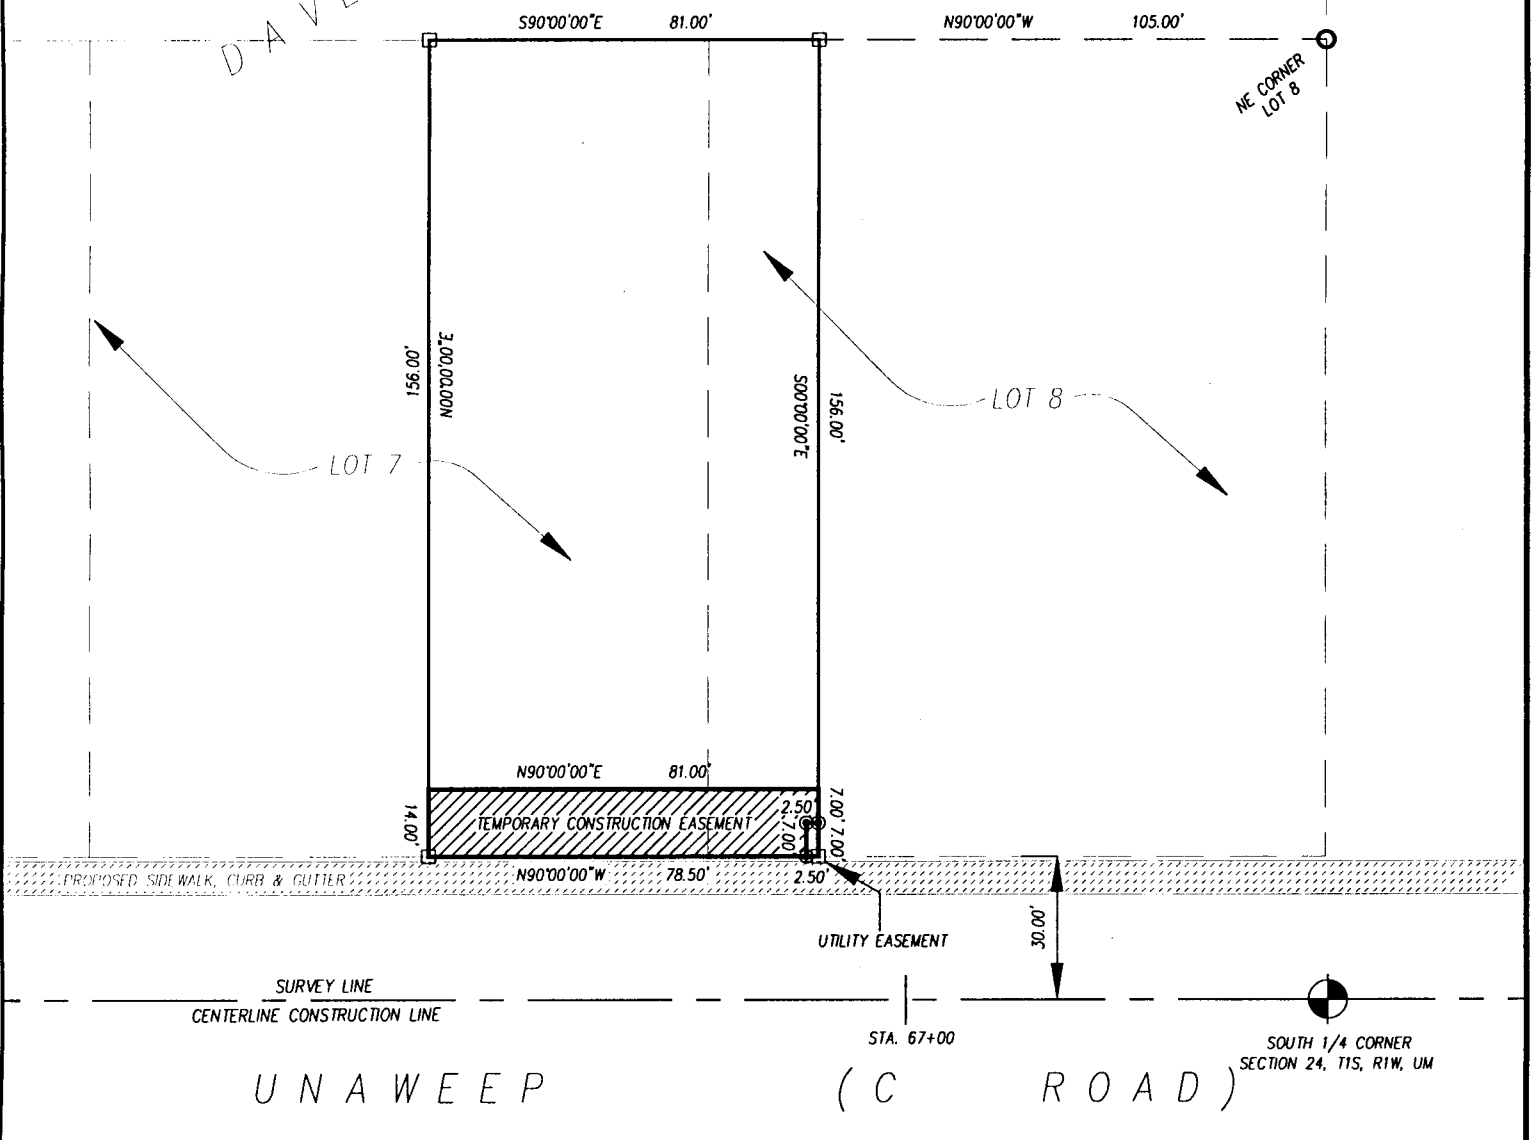 DAVE
S90°00'00"E 81.00'
N90°00'00"W 105.00'
NE CORNER
LOT 8
156.00'
N00°00'00"E
S00°00'00"E
156.00'
LOT 8
LOT 7
N90°00'00"E 81.00'
14.00'
TEMPORARY CONSTRUCTION EASEMENT
2.50'
7.00'
7.00'
7.00'
PROPOSED SIDEWALK, CURB & GUTTER
N90°00'00"W 78.50'
2.50'
UTILITY EASEMENT
30.00'
SURVEY LINE
CENTERLINE CONSTRUCTION LINE
STA. 67+00
SOUTH 1/4 CORNER
SECTION 24, T1S, R1W, UM
UNAWEEP (C ROAD)